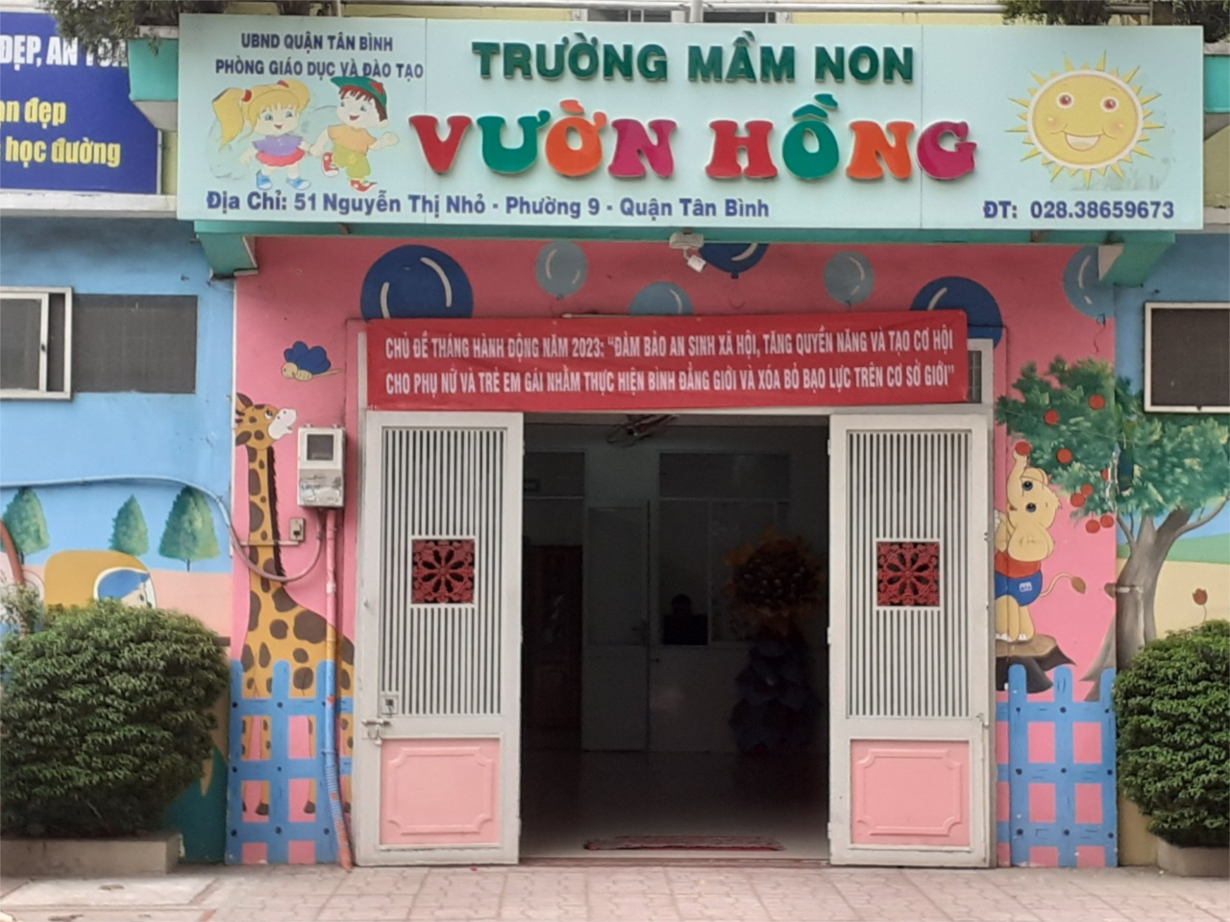 ĐẸP, AN
đẹp
học đường
UBND QUẬN TÂN BÌNH
PHÒNG GIÁO DỤC VÀ ĐÀO TẠO
TRƯỜNG MẦM NON
VƯỜN HỒNG
Địa Chỉ: 51 Nguyễn Thị Nhỏ - Phường 9 - Quận Tân Bình
ĐT: 028.38659673
CHỦ ĐỀ THÁNG HÀNH ĐỘNG NĂM 2023: "ĐẢM BẢO AN SINH XÃ HỘI, TĂNG QUYỀN NĂNG VÀ TẠO CƠ HỘI
CHO PHỤ NỮ VÀ TRẺ EM GÁI NHẰM THỰC HIỆN BÌNH ĐẲNG GIỚI VÀ XÓA BỎ BẠO LỰC TRÊN CƠ SỞ GIỚI"